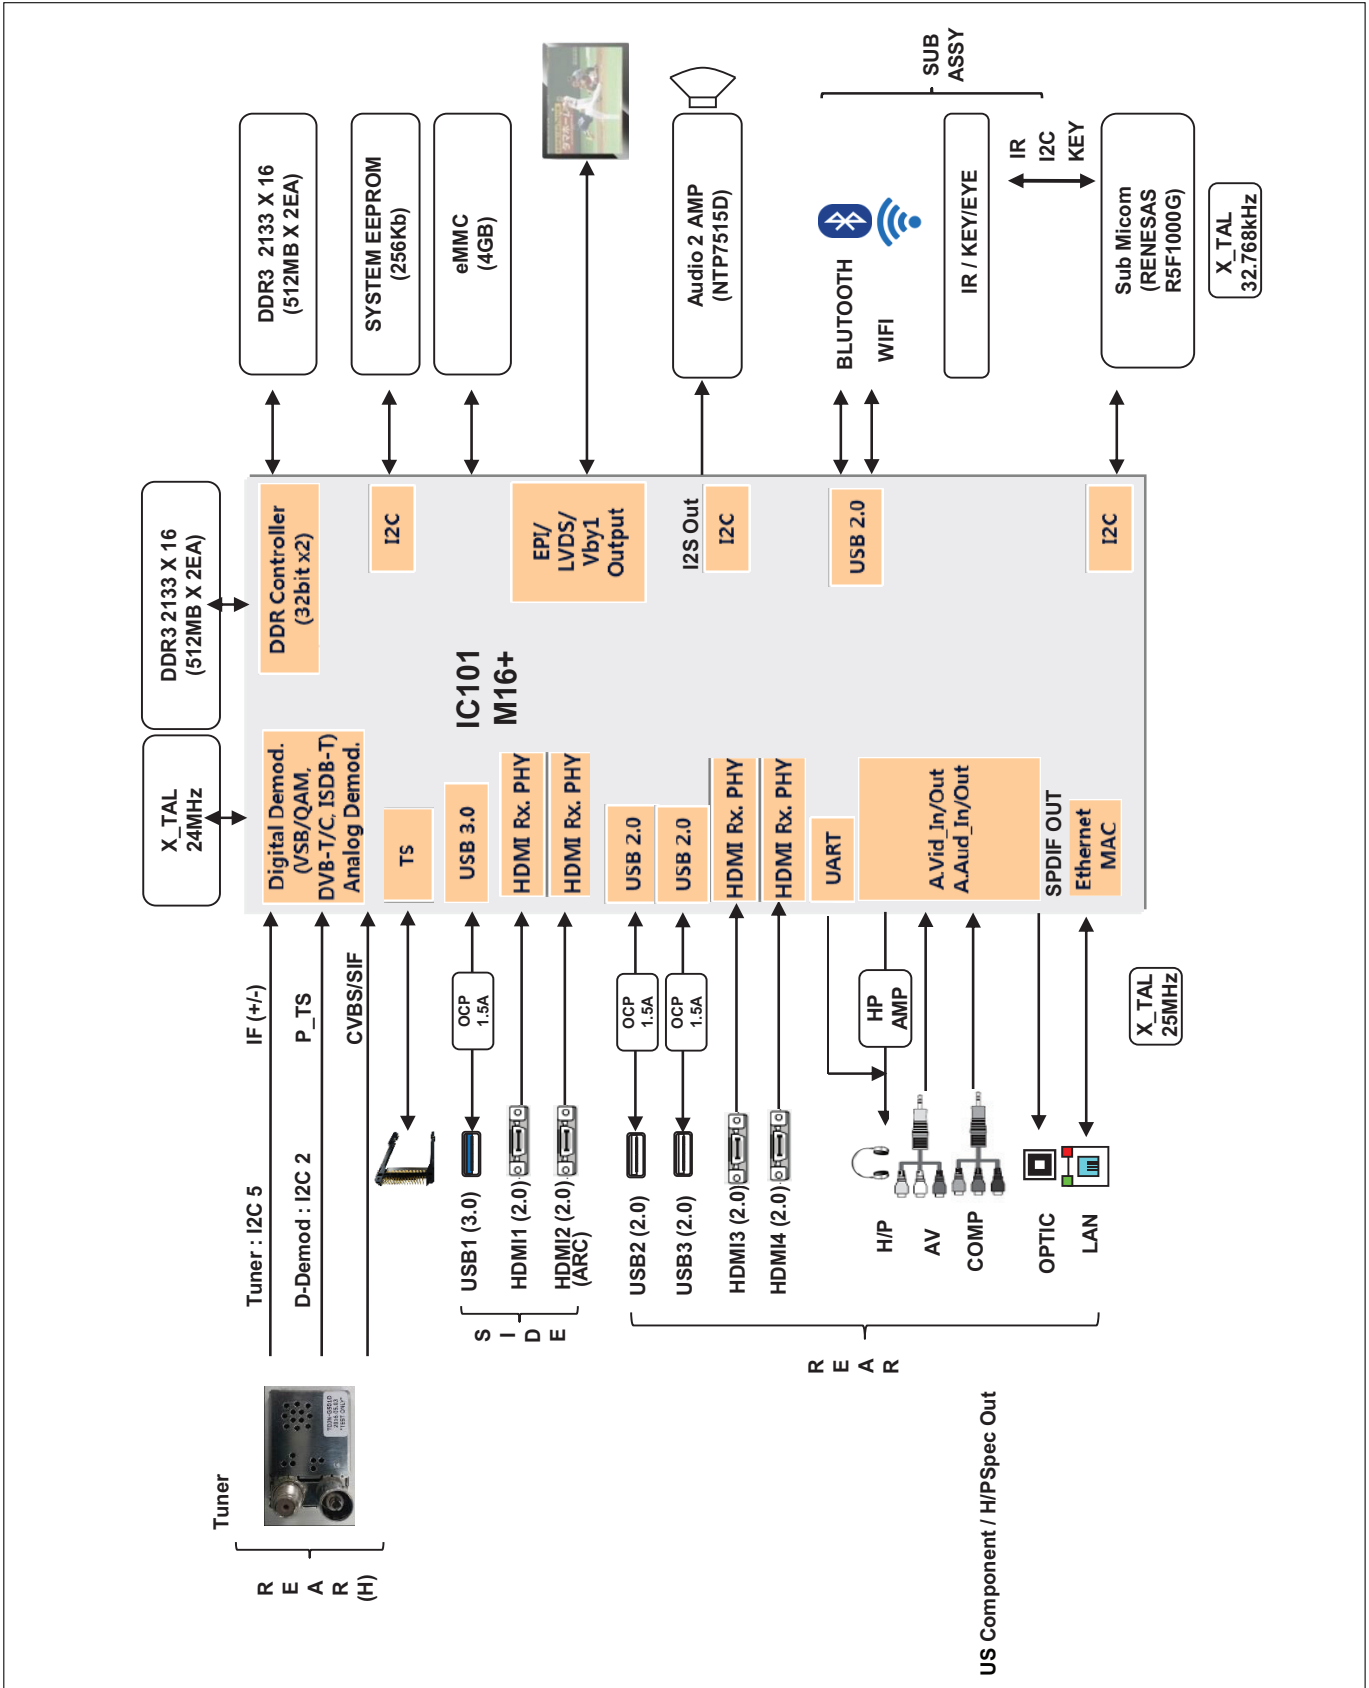 Tuner
R
E
A
R
(H)
Tuner : I2C 5
IF (+/-)
D-Demod : I2C 2
P_TS
CVBS/SIF
X_TAL
24MHz
DDR3 2133 X 16
(512MB X 2EA)
DDR3 2133 X 16
(512MB X 2EA)
SYSTEM EEPROM
(256Kb)
eMMC
(4GB)
Audio 2 AMP
(NTP7515D)
BLUTOOTH
WIFI
SUB
ASSY
IR / KEY/EYE
IR
I2C
KEY
Sub Micom
(RENESAS
R5F1000G)
X_TAL
32.768kHz
IC101
M16+
Digital Demod.
(VSB/QAM,
DVB-T/C, ISDB-T)
Analog Demod.
TS
USB 3.0
HDMI Rx. PHY
HDMI Rx. PHY
USB 2.0
USB 2.0
HDMI Rx. PHY
HDMI Rx. PHY
UART
A.Vid_In/Out
A.Aud_In/Out
SPDIF OUT
Ethernet
MAC
DDR Controller
(32bit x2)
I2C
EPI/
LVDS/
Vby1
Output
I2S Out
I2C
USB 2.0
I2C
OCP
1.5A
OCP
1.5A
OCP
1.5A
HP
AMP
X_TAL
25MHz
S
I
D
E
USB1 (3.0)
HDMI1 (2.0)
HDMI2 (2.0)
(ARC)
R
E
A
R
USB2 (2.0)
USB3 (2.0)
HDMI3 (2.0)
HDMI4 (2.0)
H/P
AV
COMP
OPTIC
LAN
US Component / H/PSpec Out